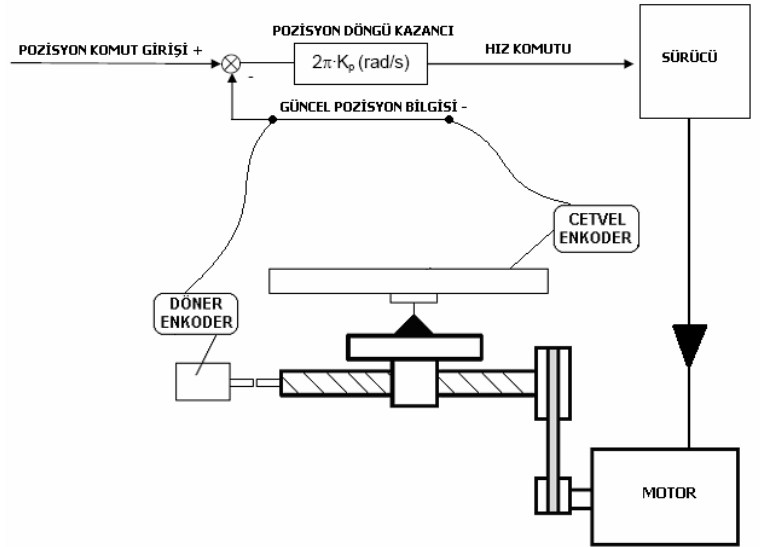 POZİSYON DÖNGÜ KAZANCI
POZİSYON KOMUT GİRİŞİ +
2π·Kp (rad/s)
HIZ KOMUTU
SÜRÜCÜ
-
GÜNCEL POZİSYON BİLGİSİ -
CETVEL
ENKODER
DÖNER
ENKODER
MOTOR